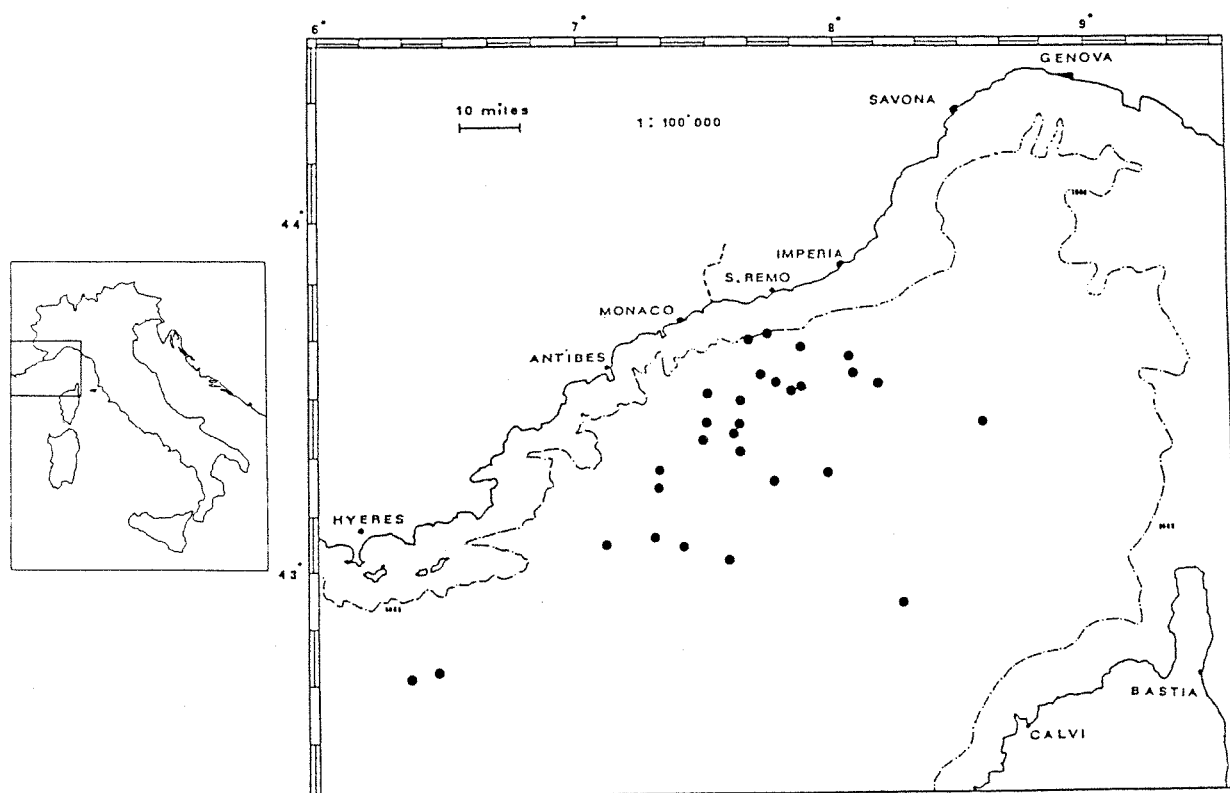 6°
7°
8°
9°
GENOVA
SAVONA
10 miles
1: 100°000
44°
IMPERIA
S. REMO
MONACO
ANTIBES
HYERES
43°
BASTIA
CALVI